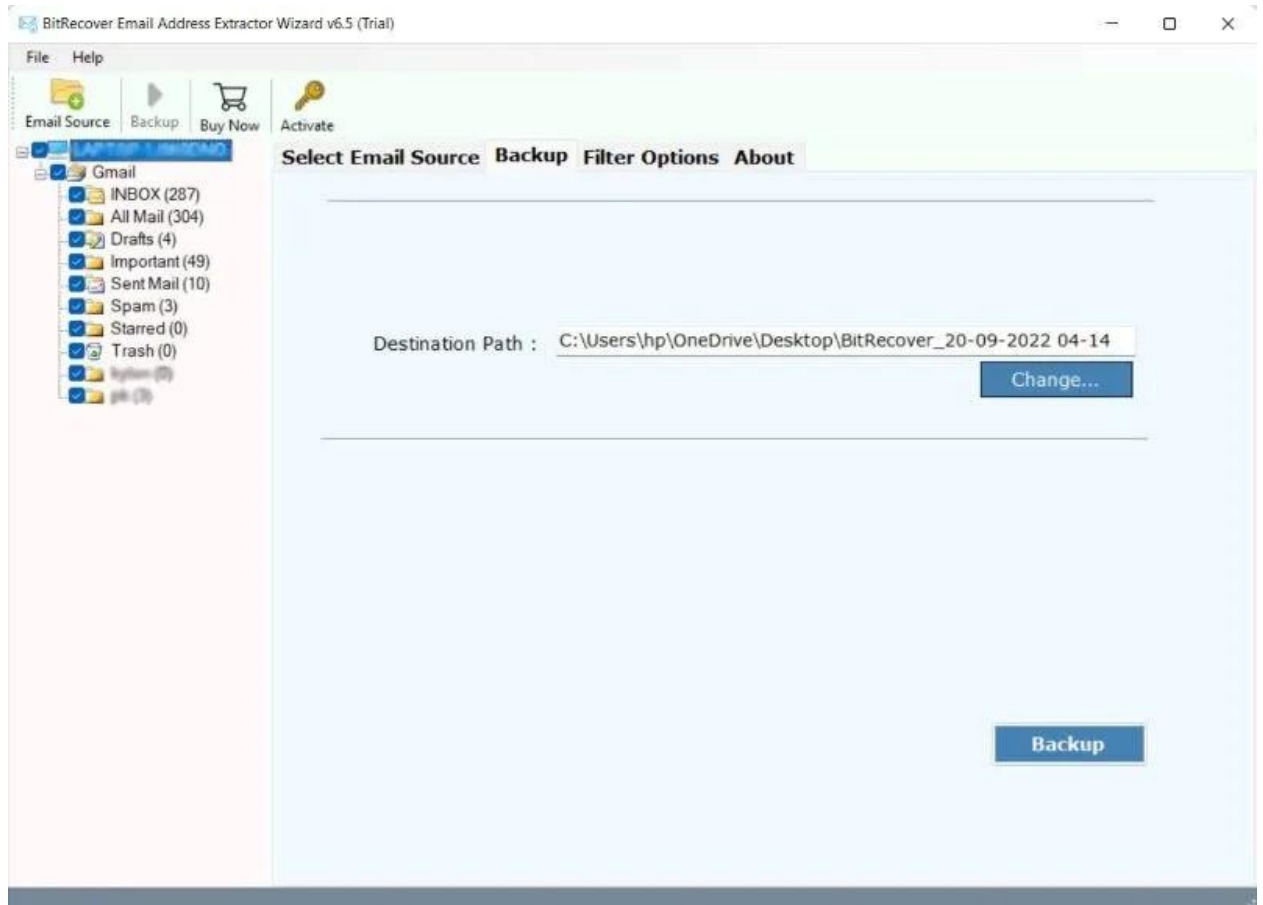 BitRecover Email Address Extractor Wizard v6.5 (Trial)
File Help
Email Source Backup Buy Now Activate
Select Email Source Backup Filter Options About
Gmail
INBOX (287)
All Mail (304)
Drafts (4)
Important (49)
Sent Mail (10)
Spam (3)
Starred (0)
Trash (0)
(0)
(3)
Destination Path : C:\Users\hp\OneDrive\Desktop\BitRecover_20-09-2022 04-14
Change...
Backup